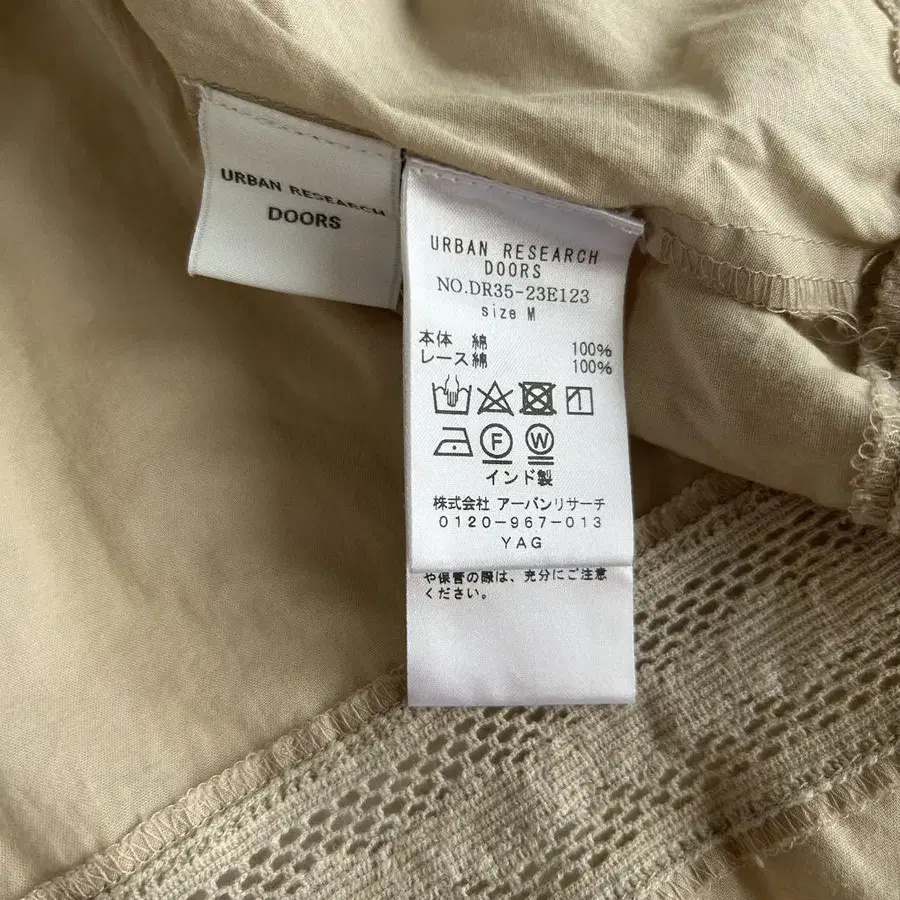 URBAN RESEARCH
DOORS
URBAN RESEARCH
DOORS
NO.DR35-23E123
size M
本体 綿 100%
レース綿 100%
F W
インド製
株式会社 アーバンリサーチ
0120-967-013
YAG
や保管の際は、充分にご注意
ください。